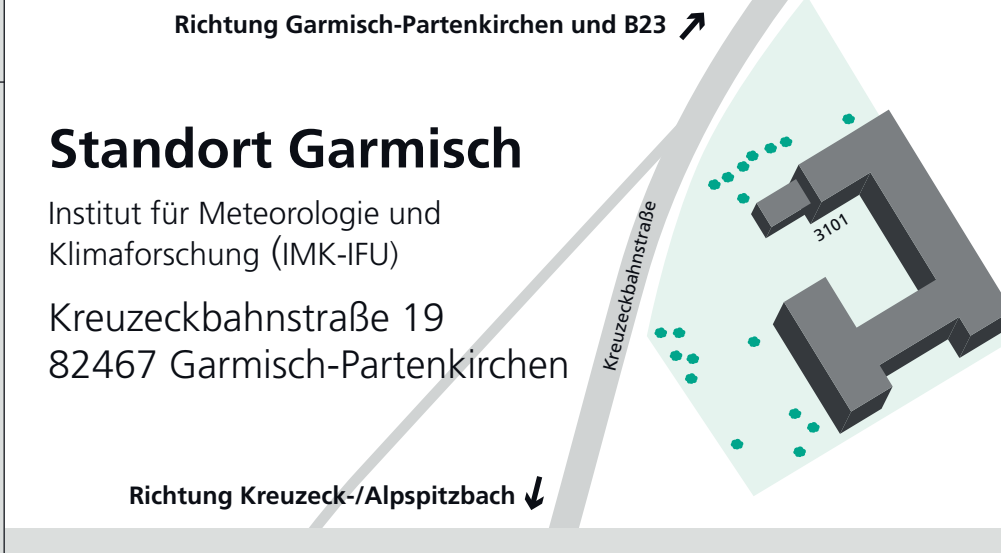 Richtung Garmisch-Partenkirchen und B23
Standort Garmisch
Institut für Meteorologie und
Klimaforschung (IMK-IFU)
Kreuzeckbahnstraße 19
82467 Garmisch-Partenkirchen
Kreuzeckbahnstraße
3101
Richtung Kreuzeck-/Alpspitzbach